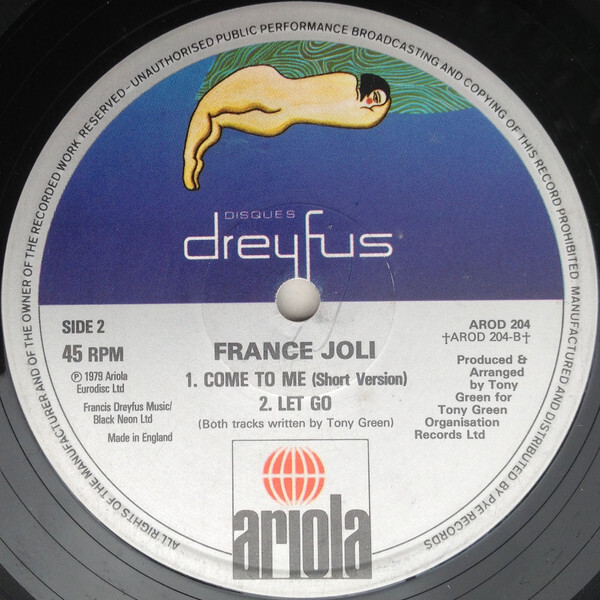 ALL RIGHTS OF THE MANUFACTURER AND OF THE OWNER OF THE RECORDED WORK RESERVED – UNAUTHORISED PUBLIC PERFORMANCE BROADCASTING AND COPYING OF THIS RECORD PROHIBITED. MANUFACTURED AND DISTRIBUTED BY PYE RECORDS
DISQUES
dreyfus
SIDE 2
45 RPM
℗ 1979 Ariola
Eurodisc Ltd
Francis Dreyfus Music/
Black Neon Ltd
Made in England
FRANCE JOLI
1. COME TO ME (Short Version)
2. LET GO
(Both tracks written by Tony Green)
AROD 204
†AROD 204-B†
Produced &
Arranged
by Tony
Green for
Tony Green
Organisation
Records Ltd
ariola